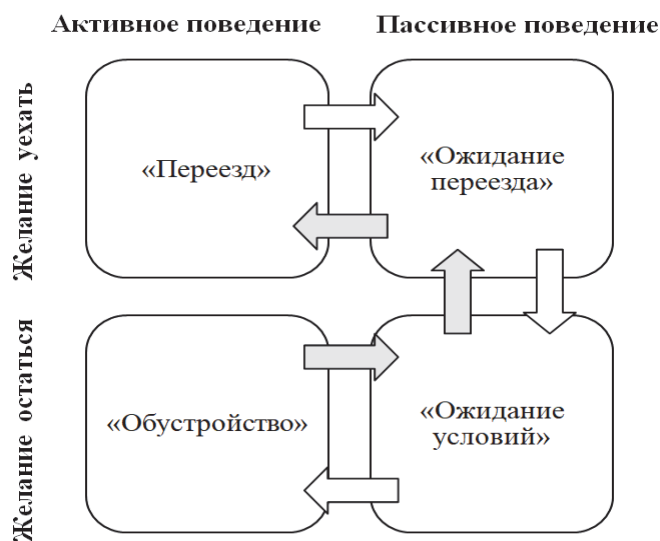 Активное поведение
Пассивное поведение
Желание уехать
«Переезд»
«Ожидание
переезда»
Желание остаться
«Обустройство»
«Ожидание
условий»